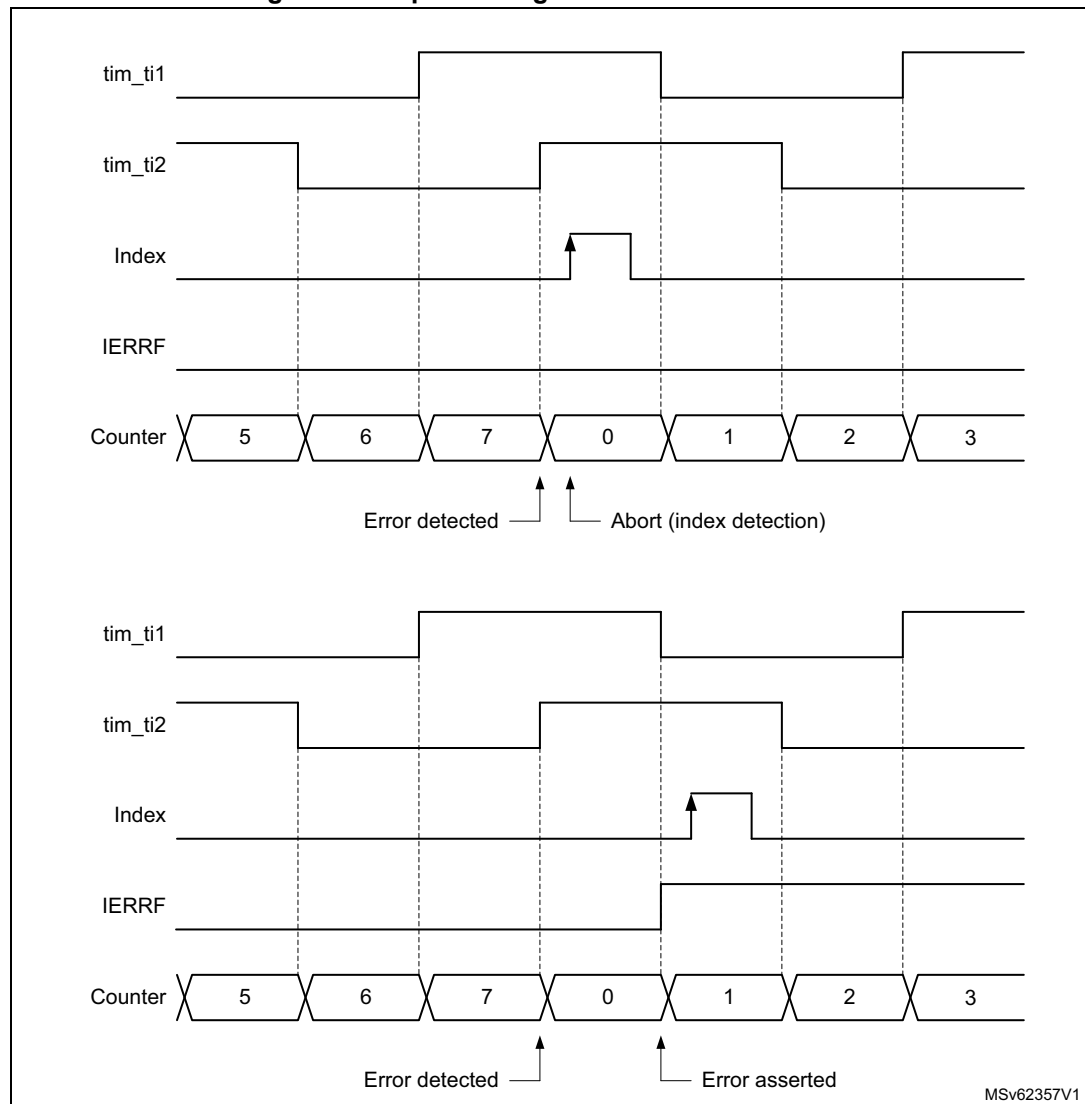 tim_ti1
tim_ti2
Index
IERRF
Counter 5 6 7 0 1 2 3
Error detected Abort (index detection)
tim_ti1
tim_ti2
Index
IERRF
Counter 5 6 7 0 1 2 3
Error detected Error asserted
MSv62357V1